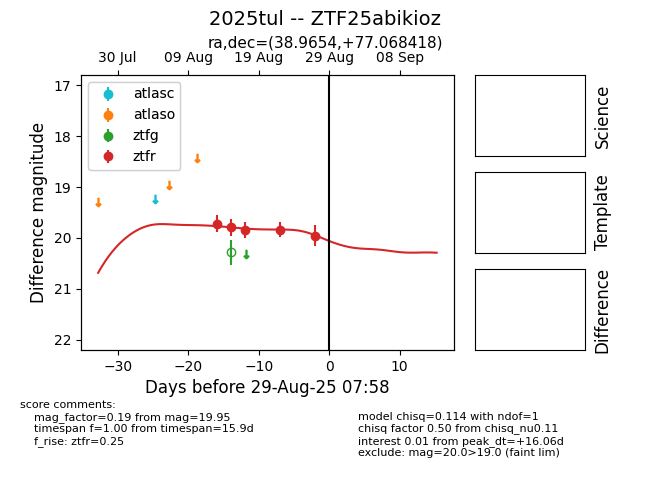 2025tul -- ZTF25abikioz
ra,dec=(38.9654,+77.068418)
30 Jul 09 Aug 19 Aug 29 Aug 08 Sep
atlasc
atlaso
ztfg
ztfr
17
18
19
20
21
22
Difference magnitude
−30 −20 −10 0 10
Days before 29-Aug-25 07:58
Science
Template
Difference
score comments:
mag_factor=0.19 from mag=19.95
timespan f=1.00 from timespan=15.9d
f_rise: ztfr=0.25
model chisq=0.114 with ndof=1
chisq factor 0.50 from chisq_nu0.11
interest 0.01 from peak_dt=+16.06d
exclude: mag=20.0>19.0 (faint lim)